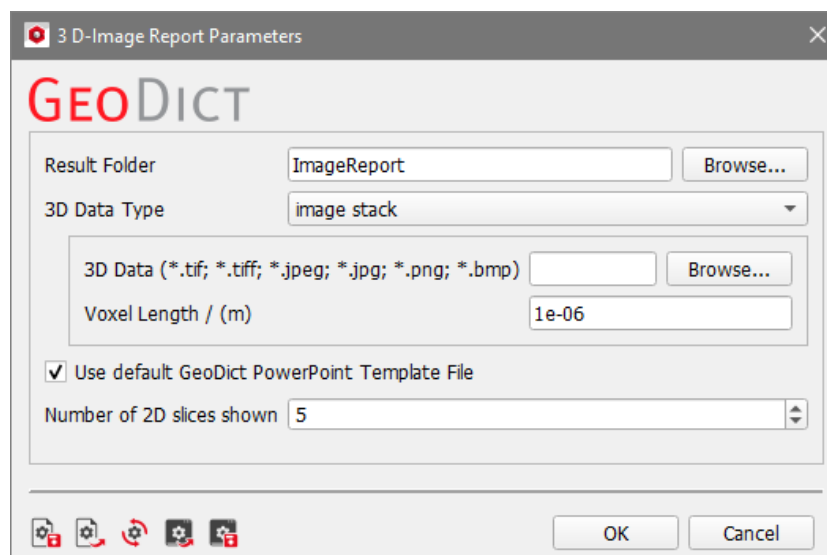 3 D-Image Report Parameters
GEODICT
Result Folder ImageReport Browse...
3D Data Type image stack
3D Data (*.tif; *.tiff; *.jpeg; *.jpg; *.png; *.bmp) Browse...
Voxel Length / (m) 1e-06
Use default GeoDict PowerPoint Template File
Number of 2D slices shown 5
OK Cancel